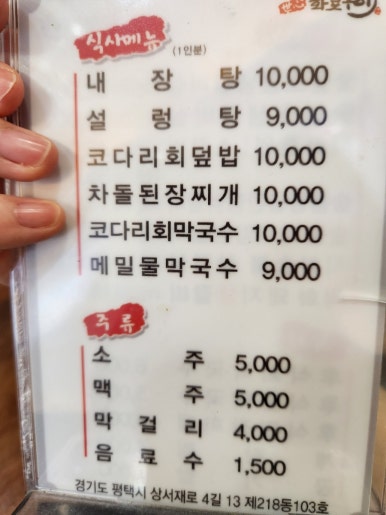 화로구이
식사메뉴 (1인분)
내장탕 10,000
설렁탕 9,000
코다리회덮밥 10,000
차돌된장찌개 10,000
코다리회막국수 10,000
메밀물막국수 9,000
주류
소주 5,000
맥주 5,000
막걸리 4,000
음료수 1,500
경기도 평택시 상서재로 4길 13 제218동103호